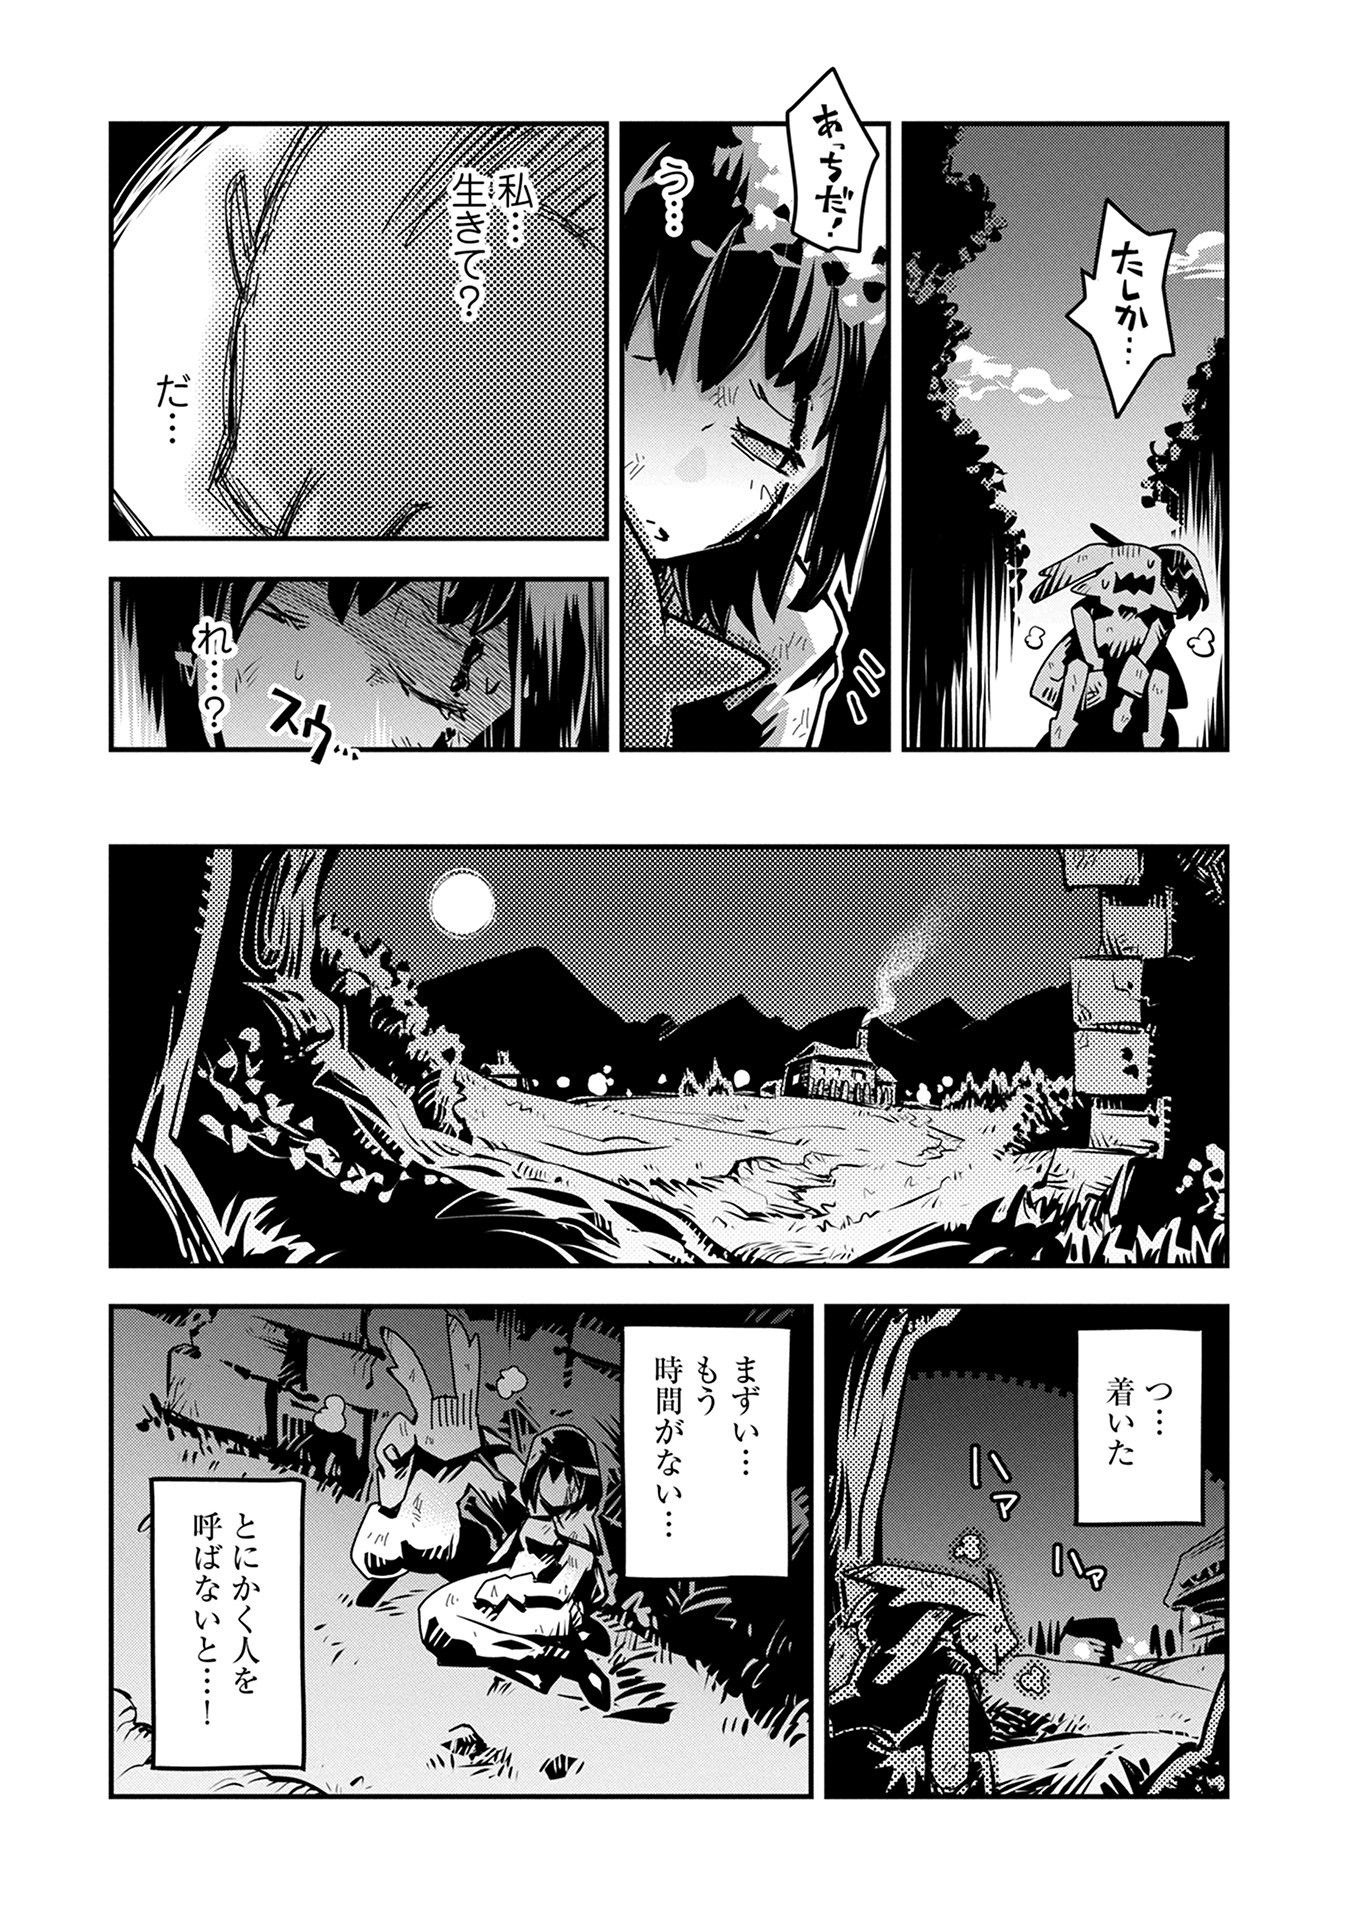 たしか…
あっちだ！
う…
私…
生きて？
だ…
れ…？
スゥ…
つ…
着いた
ハァ
ハァ
まずい…
もう
時間がない…
とにかく人を
呼ばないと…！